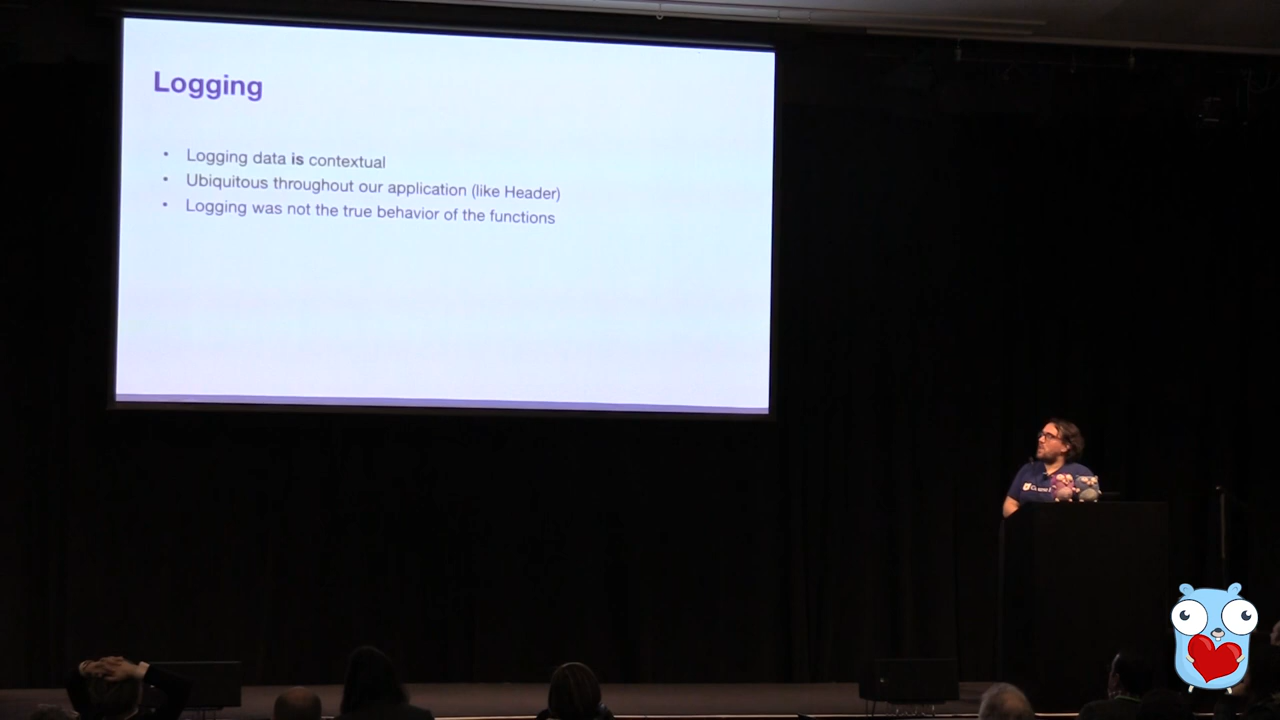 Logging
• Logging data is contextual
• Ubiquitous throughout our application (like Header)
• Logging was not the true behavior of the functions